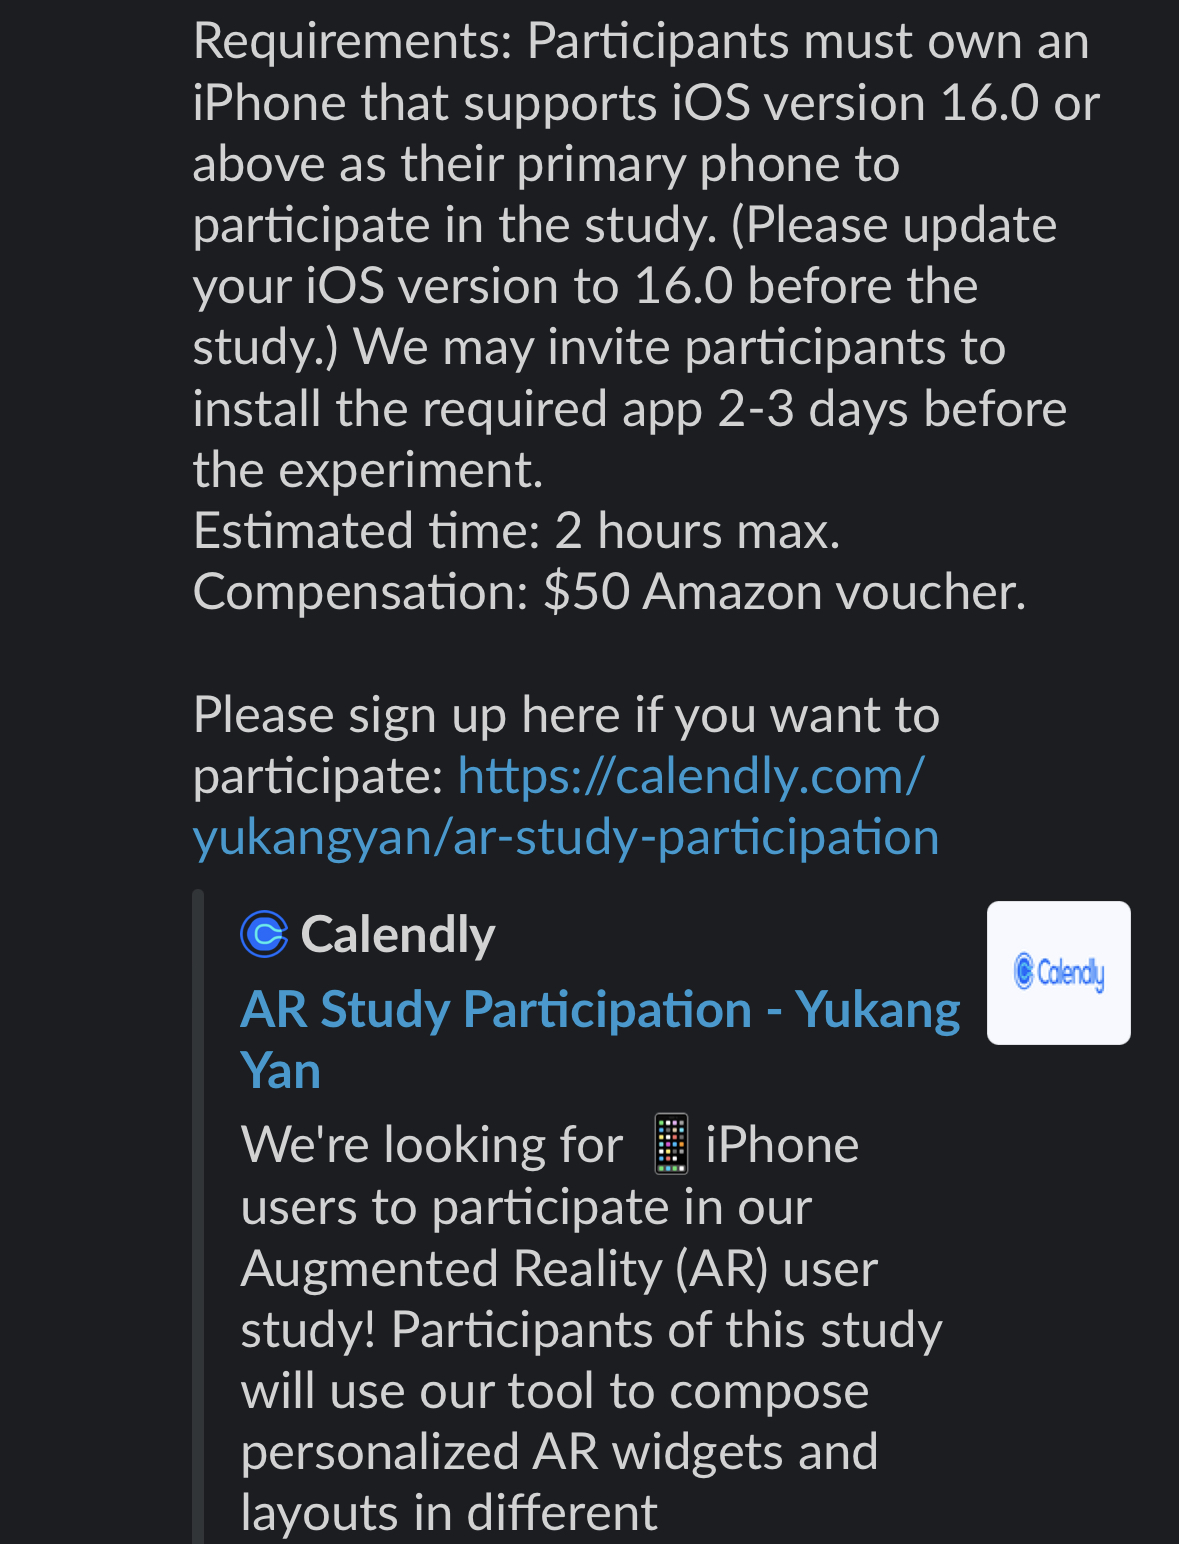 Requirements: Participants must own an
iPhone that supports iOS version 16.0 or
above as their primary phone to
participate in the study. (Please update
your iOS version to 16.0 before the
study.) We may invite participants to
install the required app 2-3 days before
the experiment.
Estimated time: 2 hours max.
Compensation: $50 Amazon voucher.
Please sign up here if you want to
participate: https://calendly.com/
yukangyan/ar-study-participation
Calendly
Calendly
AR Study Participation - Yukang
Yan
We're looking for 📱 iPhone
users to participate in our
Augmented Reality (AR) user
study! Participants of this study
will use our tool to compose
personalized AR widgets and
layouts in different